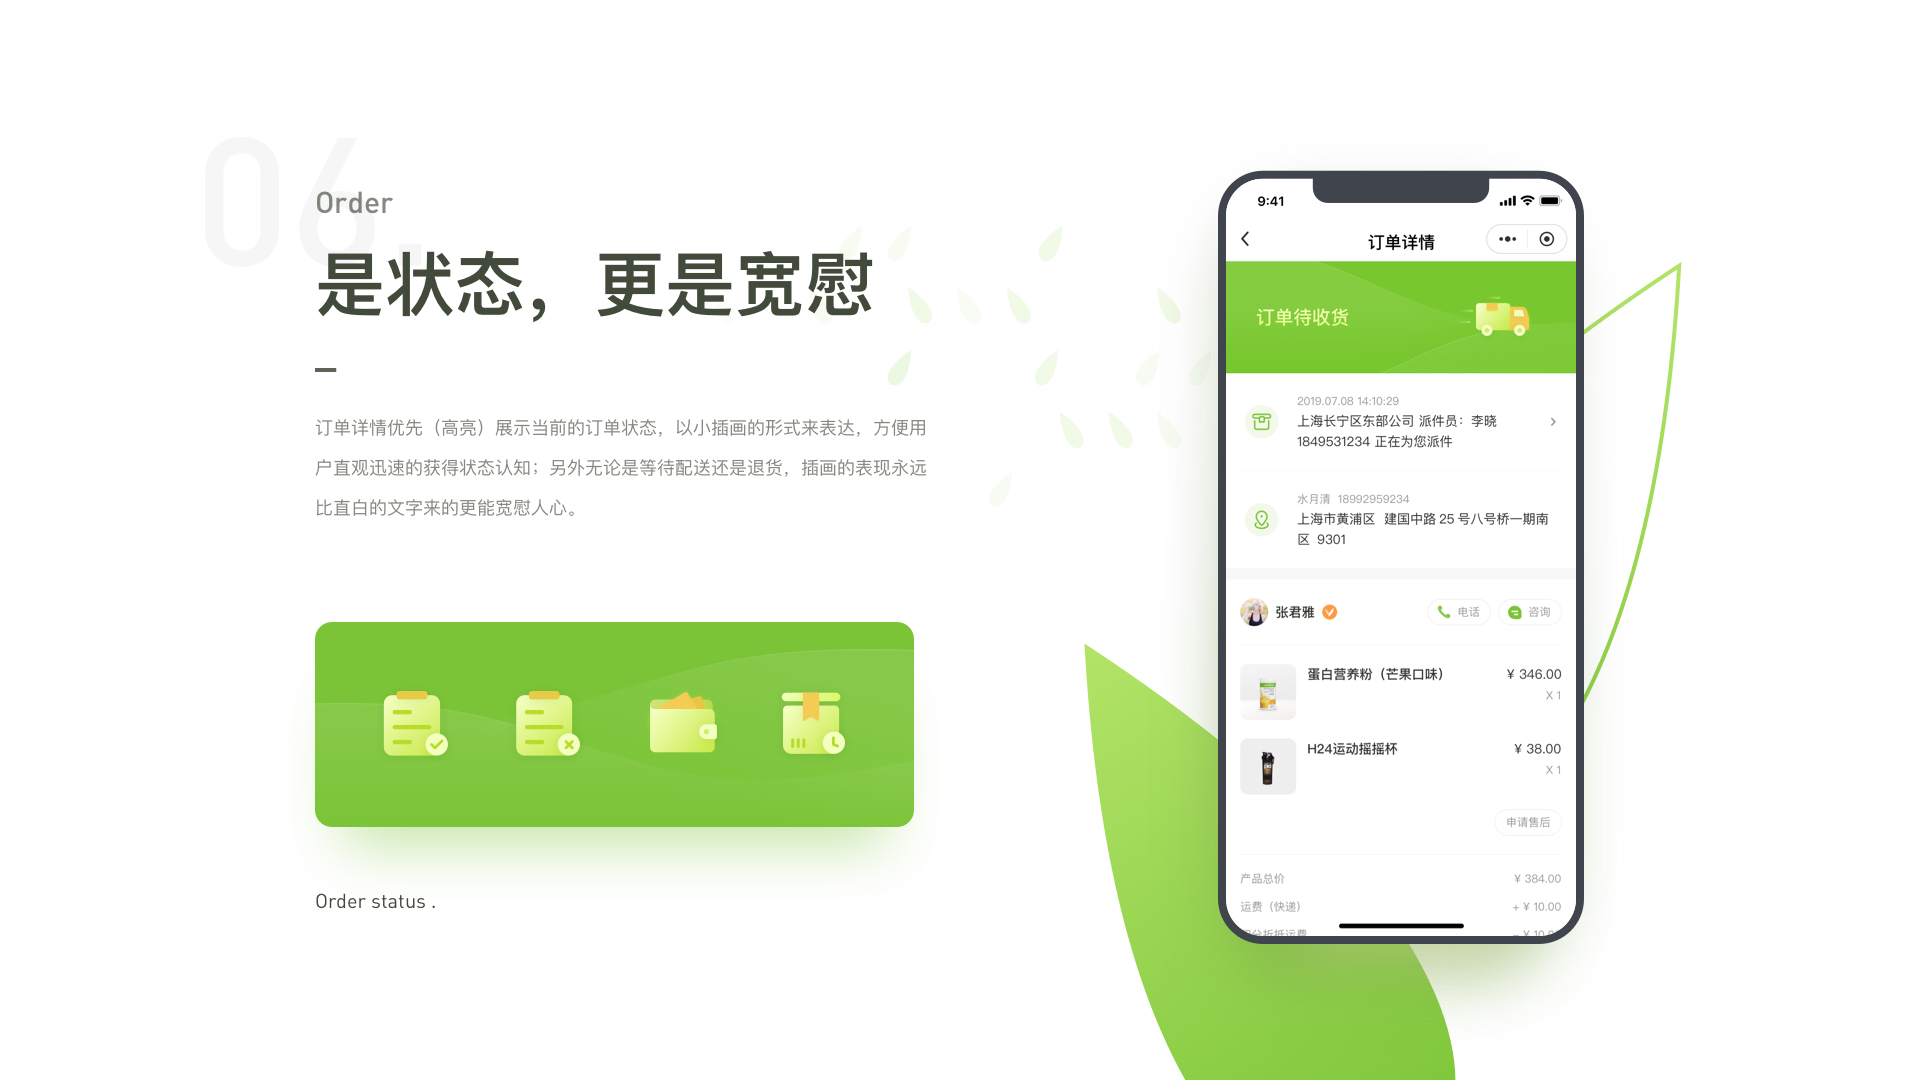 06.
Order
是状态，更是宽慰
订单详情优先（高亮）展示当前的订单状态，以小插画的形式来表达，方便用
户直观迅速的获得状态认知；另外无论是等待配送还是退货，插画的表现永远
比直白的文字来的更能宽慰人心。
Order status .
9:41
订单详情
订单待收货
2019.07.08 14:10:29
上海长宁区东部公司 派件员：李晓
1849531234 正在为您派件
水月清 18992959234
上海市黄浦区 建国中路 25 号八号桥一期南
区 9301
张君雅
电话
咨询
蛋白营养粉（芒果口味）
¥ 346.00
X 1
H24运动摇摇杯
¥ 38.00
X 1
申请售后
产品总价
¥ 384.00
运费（快递）
+ ¥ 10.00
分折抵运费
- ¥ 10.